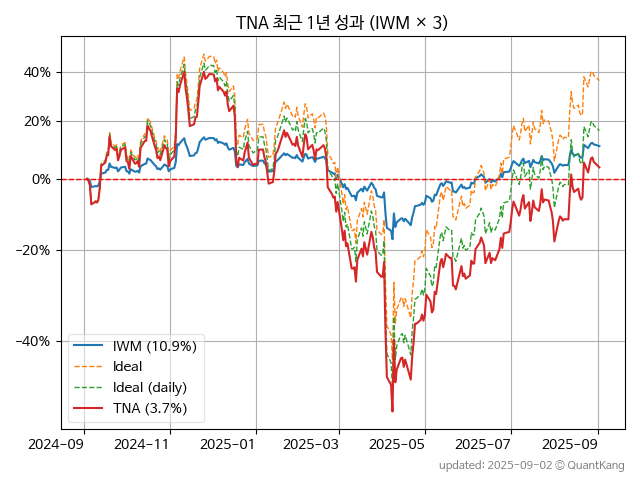 TNA 최근 1년 성과 (IWM × 3)
40%
20%
0%
−20%
−40%
IWM (10.9%)
Ideal
Ideal (daily)
TNA (3.7%)
2024-09 2024-11 2025-01 2025-03 2025-05 2025-07 2025-09
updated: 2025-09-02 © QuantKang